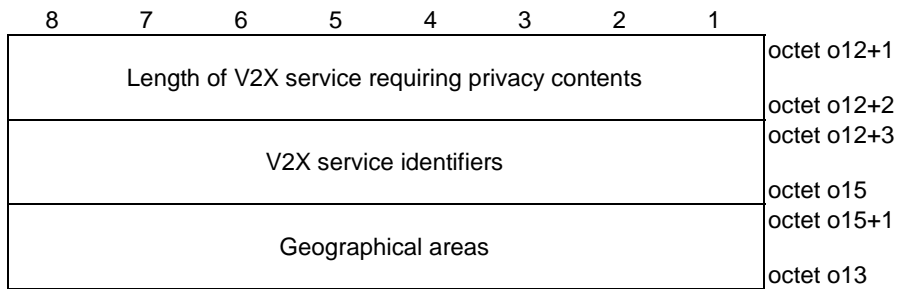 8 7 6 5 4 3 2 1
Length of V2X service requiring privacy contents
octet o12+1
octet o12+2
V2X service identifiers
octet o12+3
octet o15
Geographical areas
octet o15+1
octet o13